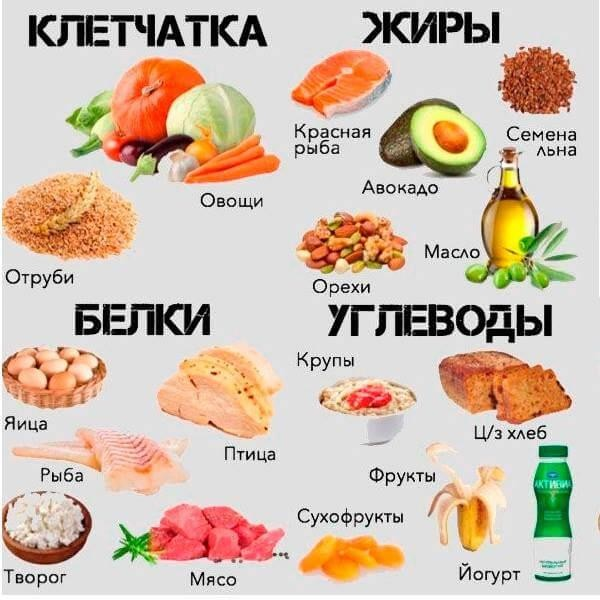 КЛЕТЧАТКА
Овощи
Отруби
ЖИРЫ
Красная
рыба
Семена
льна
Авокадо
Масло
Орехи
БЕЛКИ
Яица
Птица
Рыба
Творог
Мясо
УГЛЕВОДЫ
Крупы
Ц/з хлеб
Фрукты
АКТИВИА
Сухофрукты
Йогурт